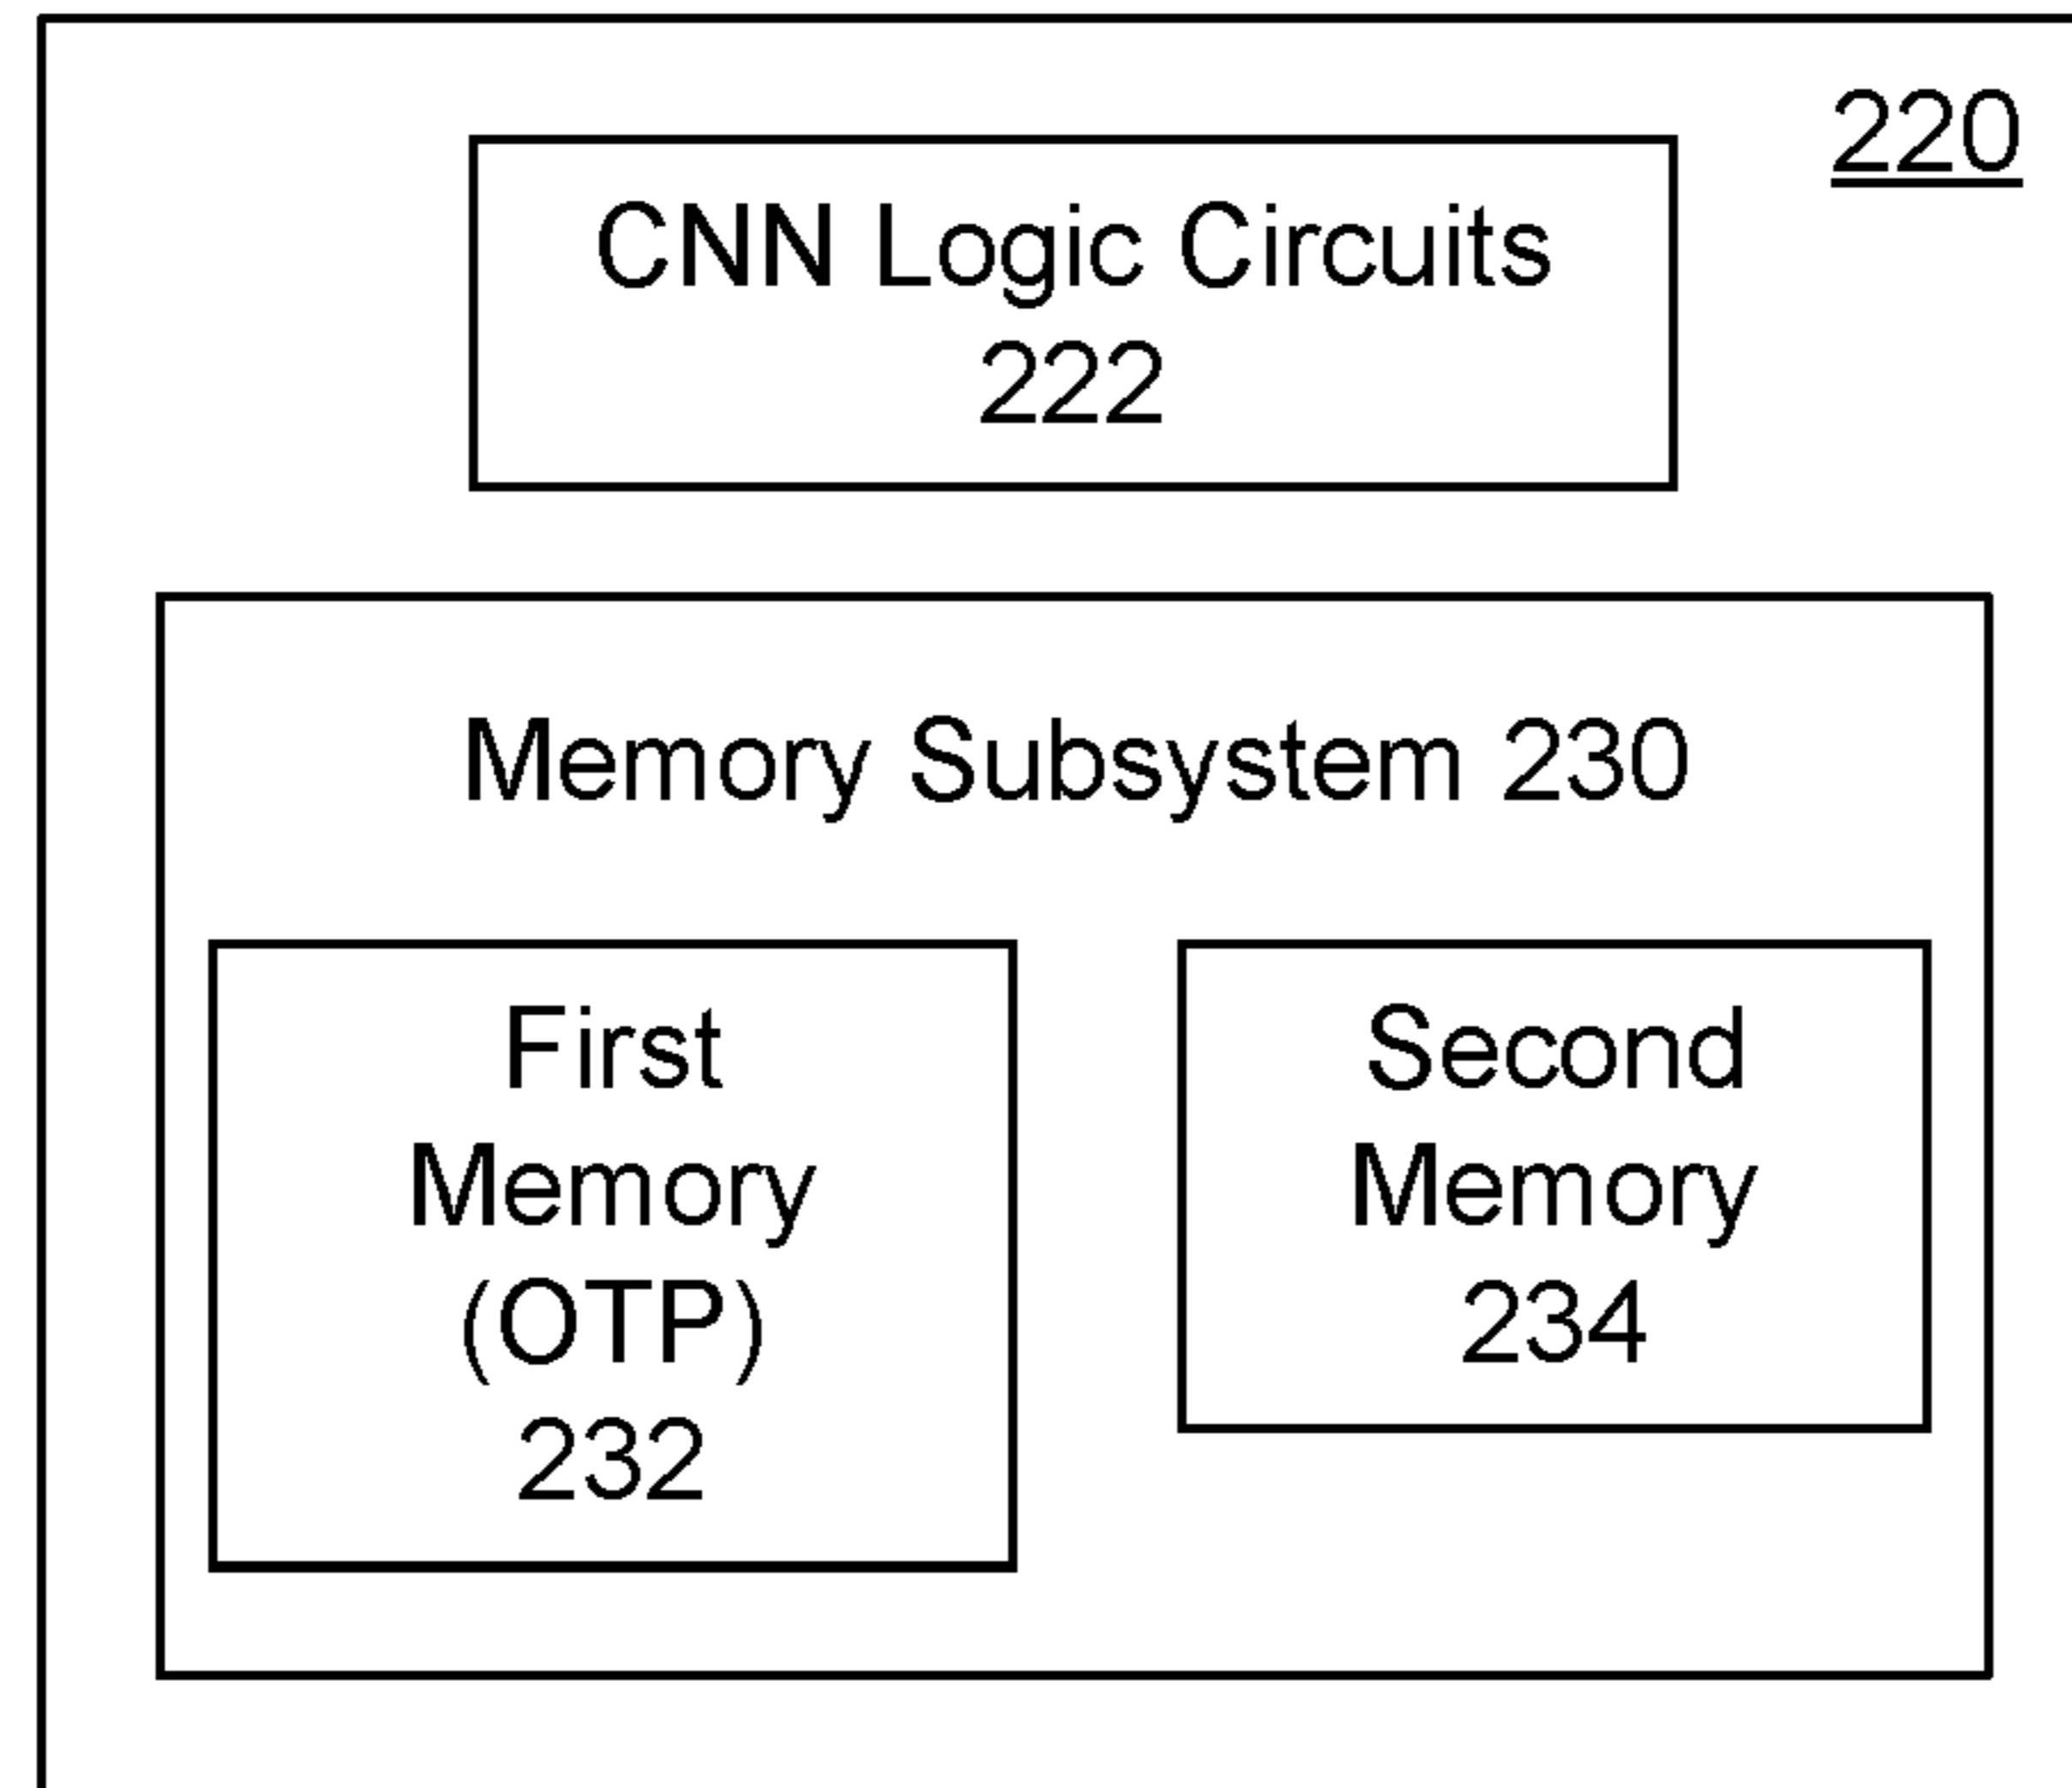 220
CNN Logic Circuits
222
Memory Subsystem 230
First
Memory
(OTP)
232
Second
Memory
234